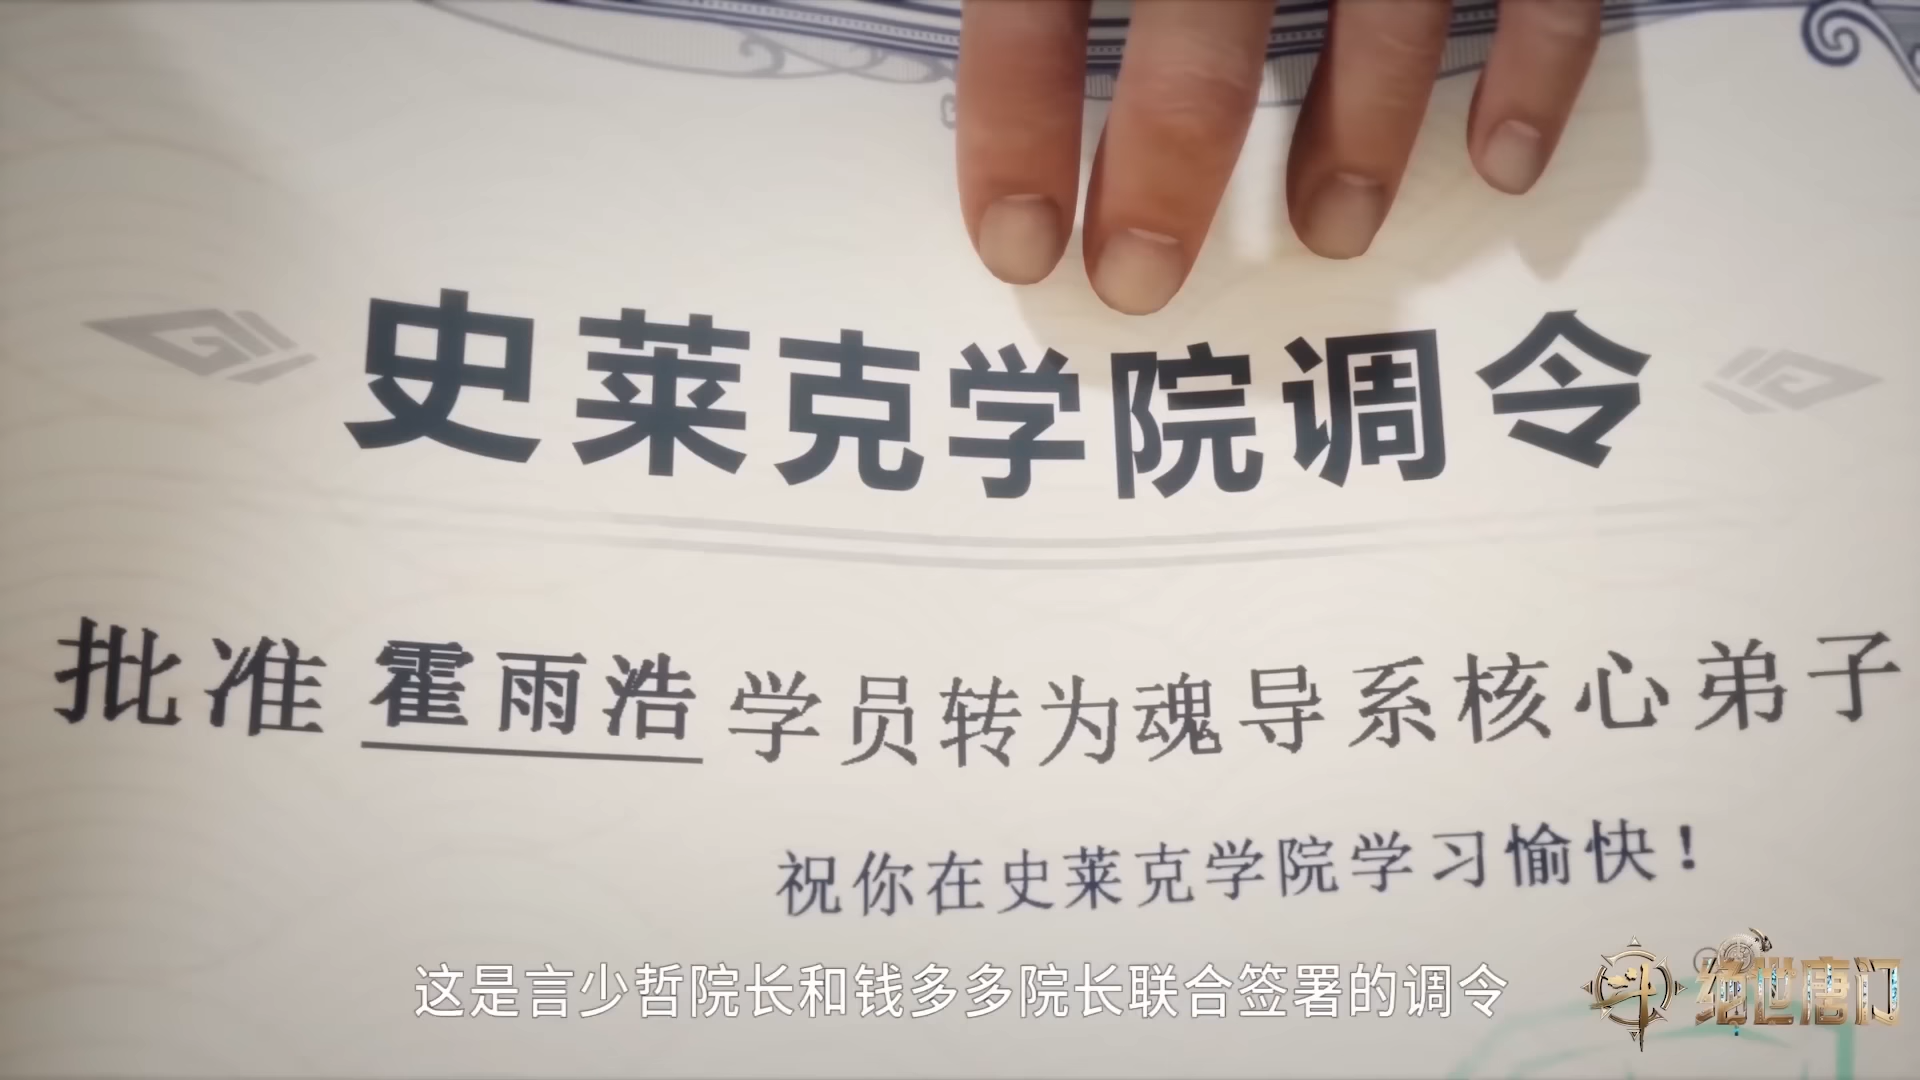 史莱克学院调令
批准 霍雨浩 学员转为魂导系核心弟子
祝你在史莱克学院学习愉快！
这是言少哲院长和钱多多院长联合签署的调令
斗 绝世唐门